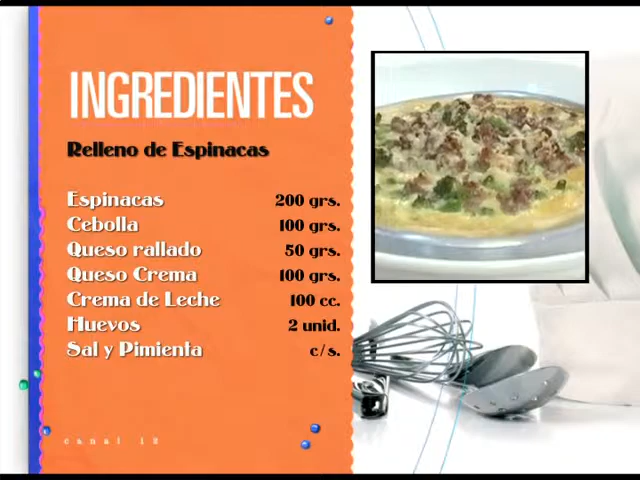 INGREDIENTES
Relleno de Espinacas
Espinacas 200 grs.
Cebolla 100 grs.
Queso rallado 50 grs.
Queso Crema 100 grs.
Crema de Leche 100 cc.
Huevos 2 unid.
Sal y Pimienta c/s.
canal 12